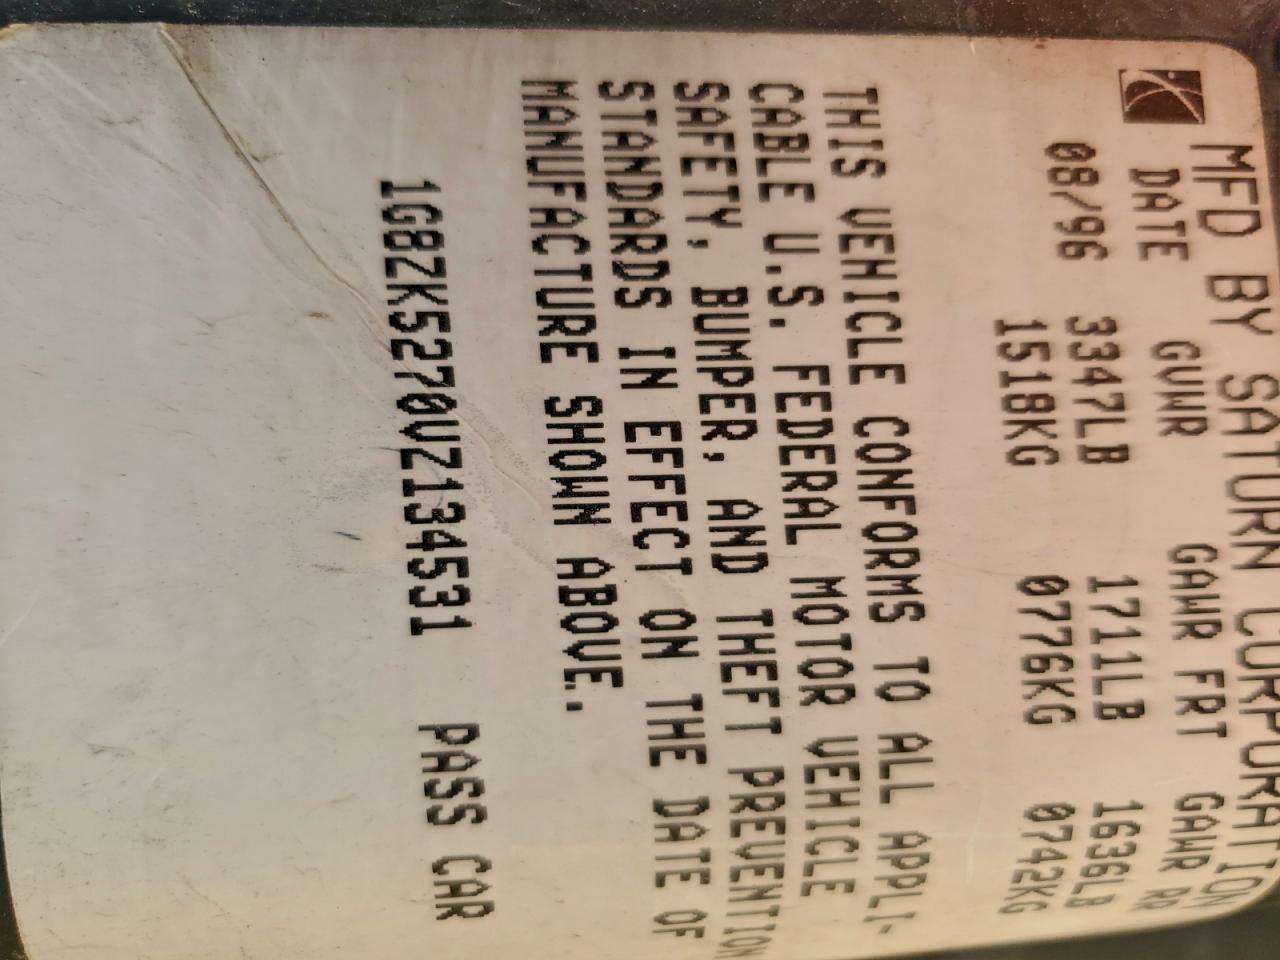 MFD BY SATURN CORPORATION
DATE GVWR GAWR FRT GAWR RR
08/96 3347LB 1711LB 1636LB
1518KG 0776KG 0742KG
THIS VEHICLE CONFORMS TO ALL APPLI-
CABLE U.S. FEDERAL MOTOR VEHICLE
SAFETY, BUMPER, AND THEFT PREVENTION
STANDARDS IN EFFECT ON THE DATE OF
MANUFACTURE SHOWN ABOVE.
1G8ZK5270VZ134531 PASS CAR